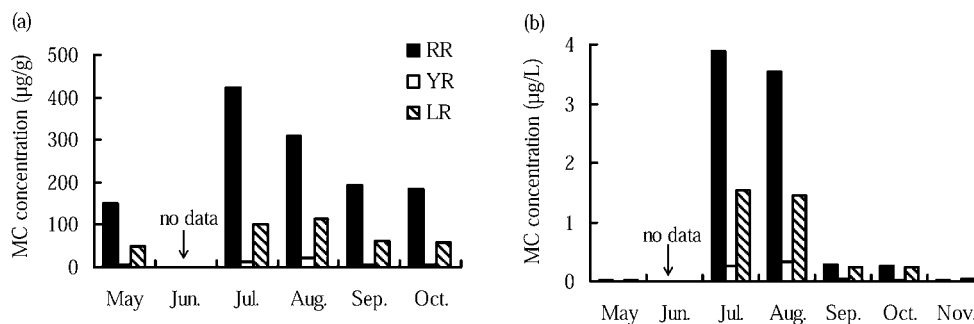 (a)
MC concentration (µg/g)
500
400
300
200
100
0
RR
YR
LR
no data
May Jun. Jul. Aug. Sep. Oct.
(b)
MC concentration (µg/L)
4
3
2
1
0
no data
May Jun. Jul. Aug. Sep. Oct. Nov.